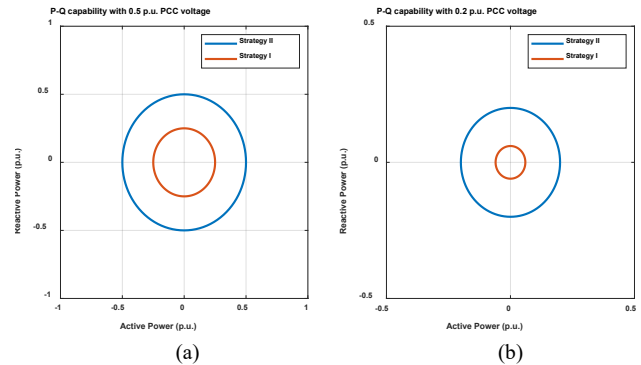 P-Q capability with 0.5 p.u. PCC voltage
1
0.5
0
-0.5
-1
Reactive Power (p.u.)
Strategy II
Strategy I
-1
-0.5
0
0.5
1
Active Power (p.u.)
(a)
P-Q capability with 0.2 p.u. PCC voltage
0.5
0
-0.5
Reactive Power (p.u.)
Strategy II
Strategy I
0
0.5
Active Power (p.u.)
(b)